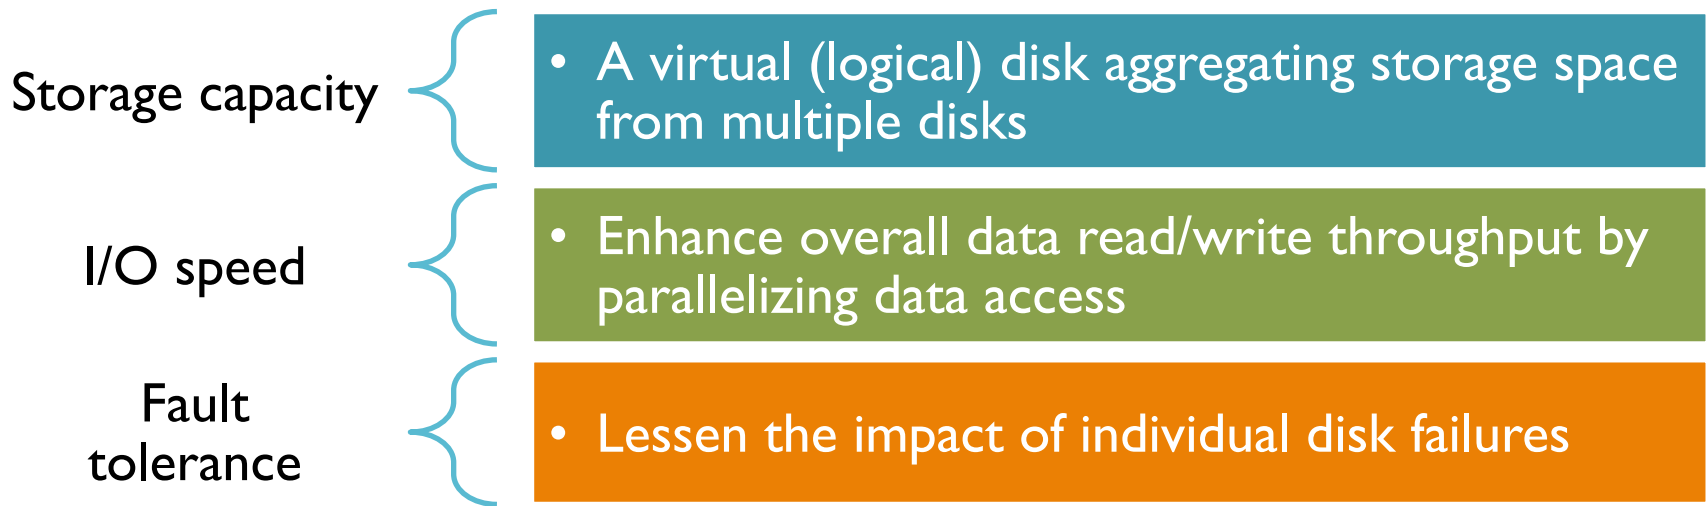 Storage capacity
• A virtual (logical) disk aggregating storage space
from multiple disks
I/O speed
• Enhance overall data read/write throughput by
parallelizing data access
Fault
tolerance
• Lessen the impact of individual disk failures